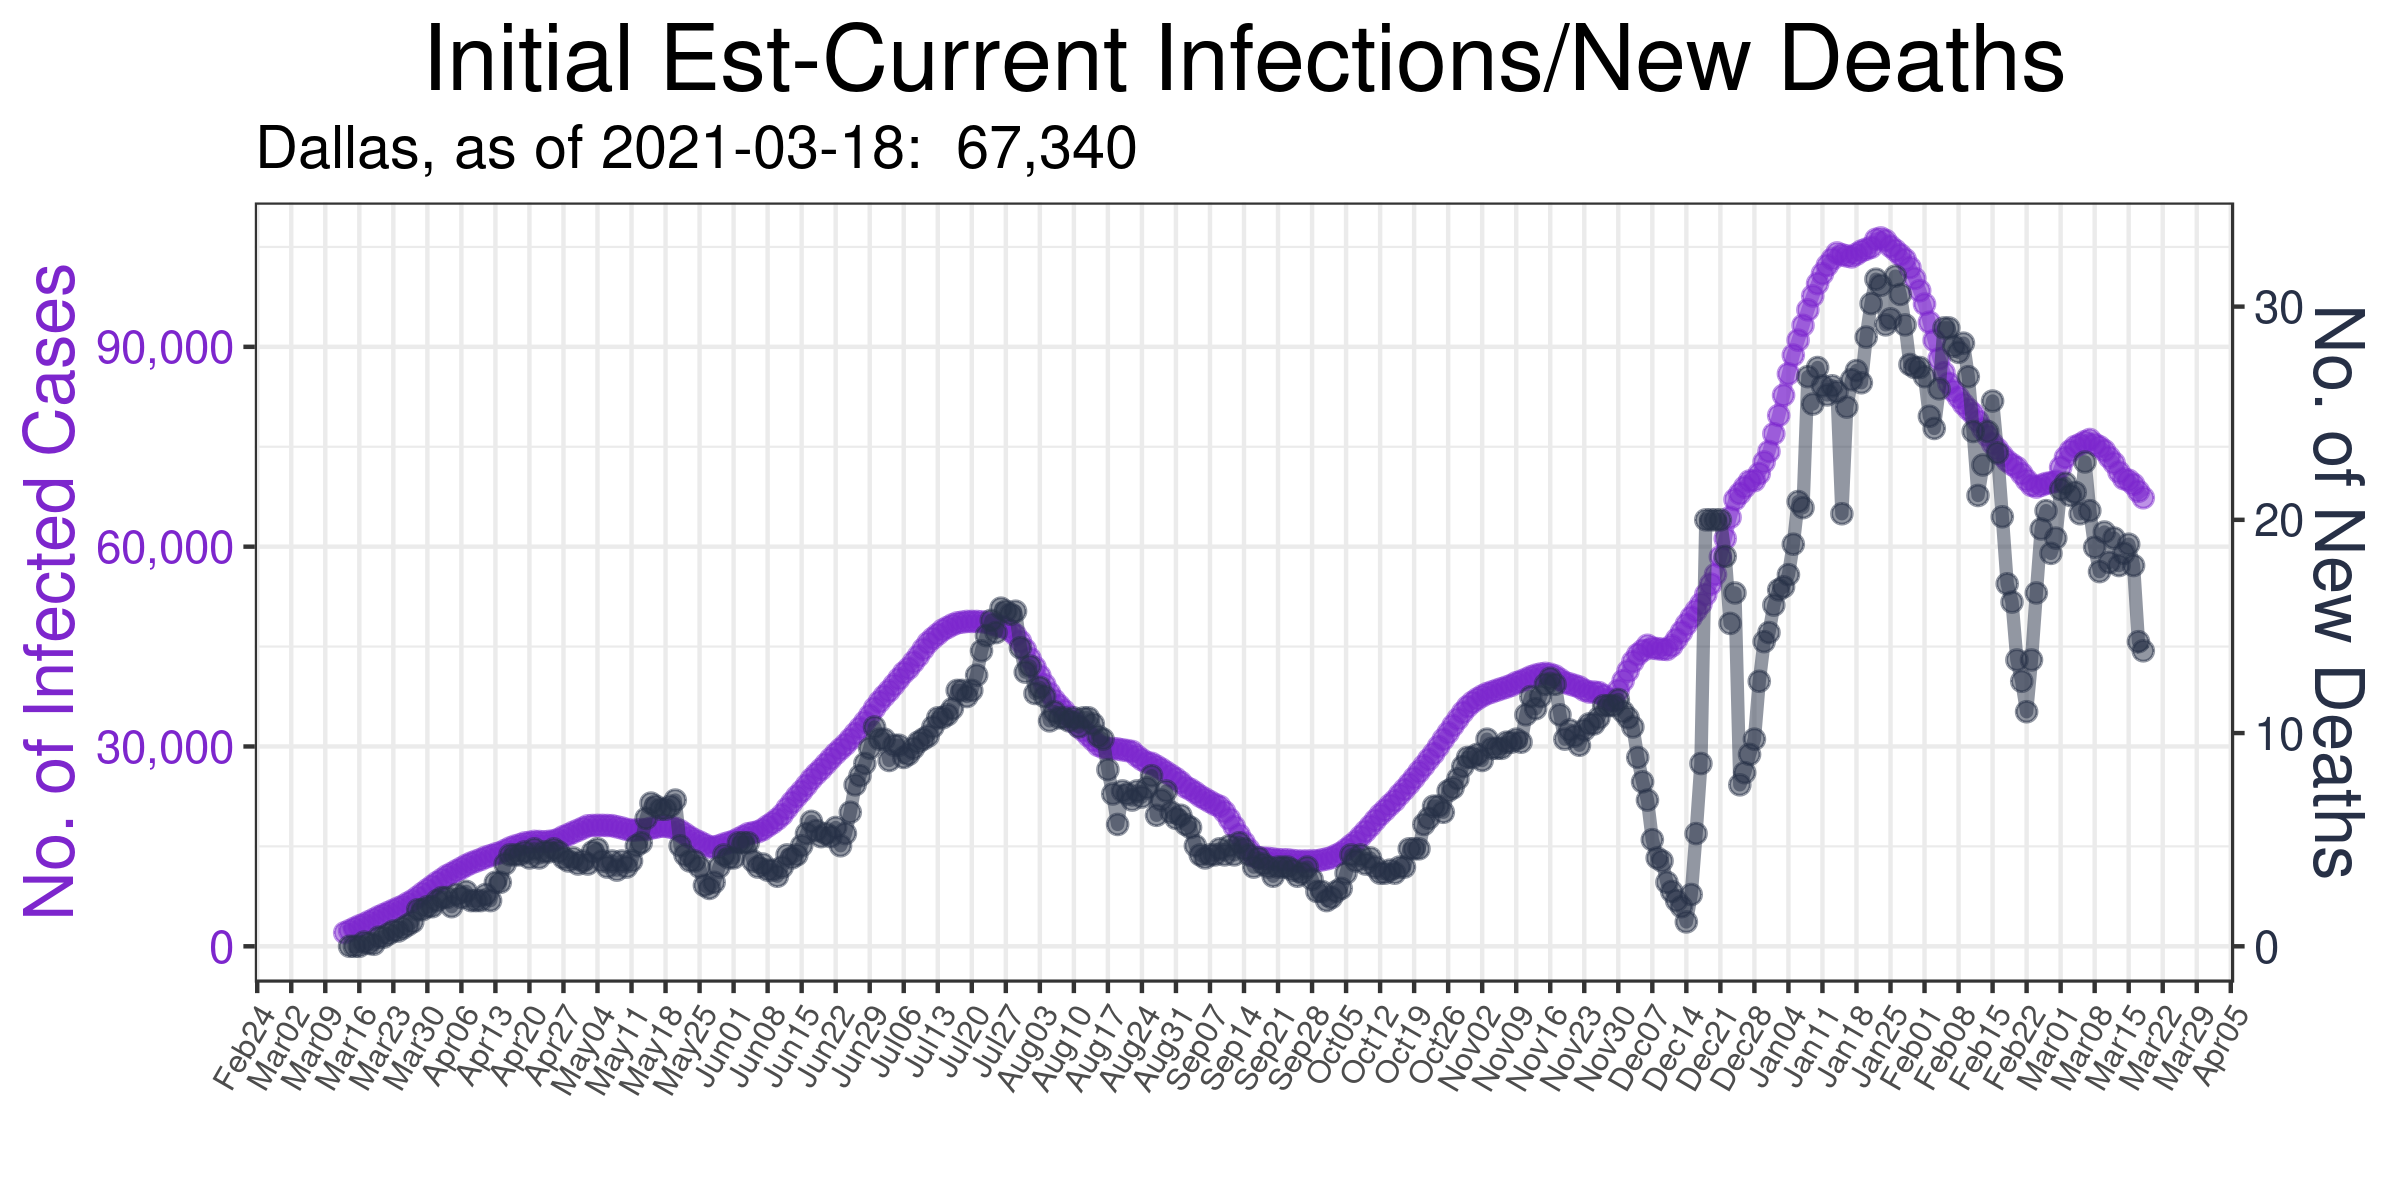 Initial Est-Current Infections/New Deaths
Dallas, as of 2021-03-18: 67,340
No. of Infected Cases
90,000
60,000
30,000
0
30
20
10
0
No. of New Deaths
Feb24
Mar02
Mar09
Mar16
Mar23
Mar30
Apr06
Apr13
Apr20
Apr27
May04
May11
May18
May25
Jun01
Jun08
Jun15
Jun22
Jun29
Jul06
Jul13
Jul20
Jul27
Aug03
Aug10
Aug17
Aug24
Aug31
Sep07
Sep14
Sep21
Sep28
Oct05
Oct12
Oct19
Oct26
Nov02
Nov09
Nov16
Nov23
Nov30
Dec07
Dec14
Dec21
Dec28
Jan04
Jan11
Jan18
Jan25
Feb01
Feb08
Feb15
Feb22
Mar01
Mar08
Mar15
Mar22
Mar29
Apr05